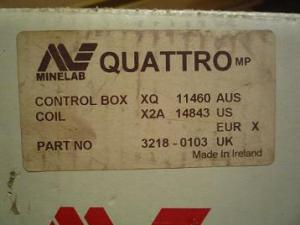 MINELAB
QUATTRO MP
CONTROL BOX XQ 11460 AUS
COIL X2A 14843 US
EUR X
PART NO 3218 - 0103 UK
Made in Ireland